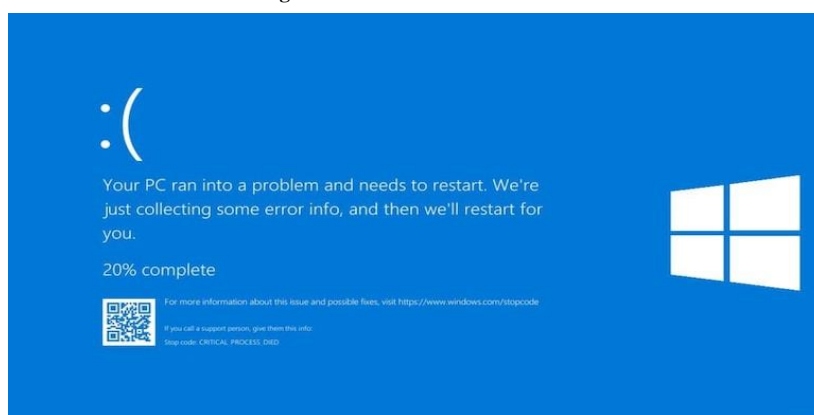 :(
Your PC ran into a problem and needs to restart. We're
just collecting some error info, and then we'll restart for
you.
20% complete
For more information about this issue and possible fixes, visit https://www.windows.com/stopcode
If you call a support person, give them this info:
Stop code: CRITICAL PROCESS DIED